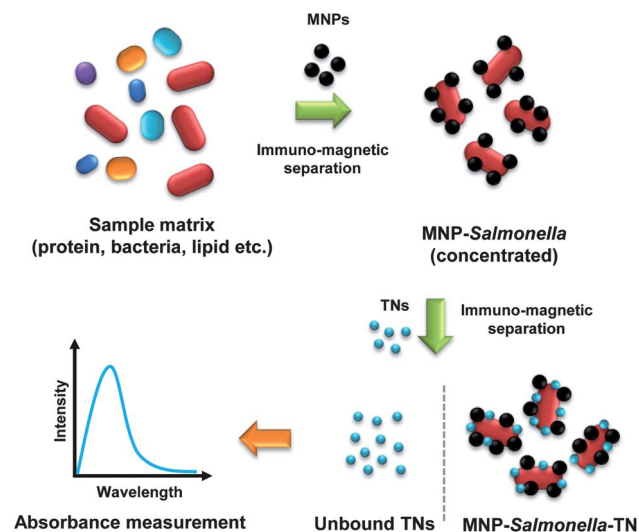 MNPs
Immuno-magnetic
separation
Sample matrix
(protein, bacteria, lipid etc.)
MNP-Salmonella
(concentrated)
TNs
Immuno-magnetic
separation
Intensity
Wavelength
Absorbance measurement
Unbound TNs
MNP-Salmonella-TN